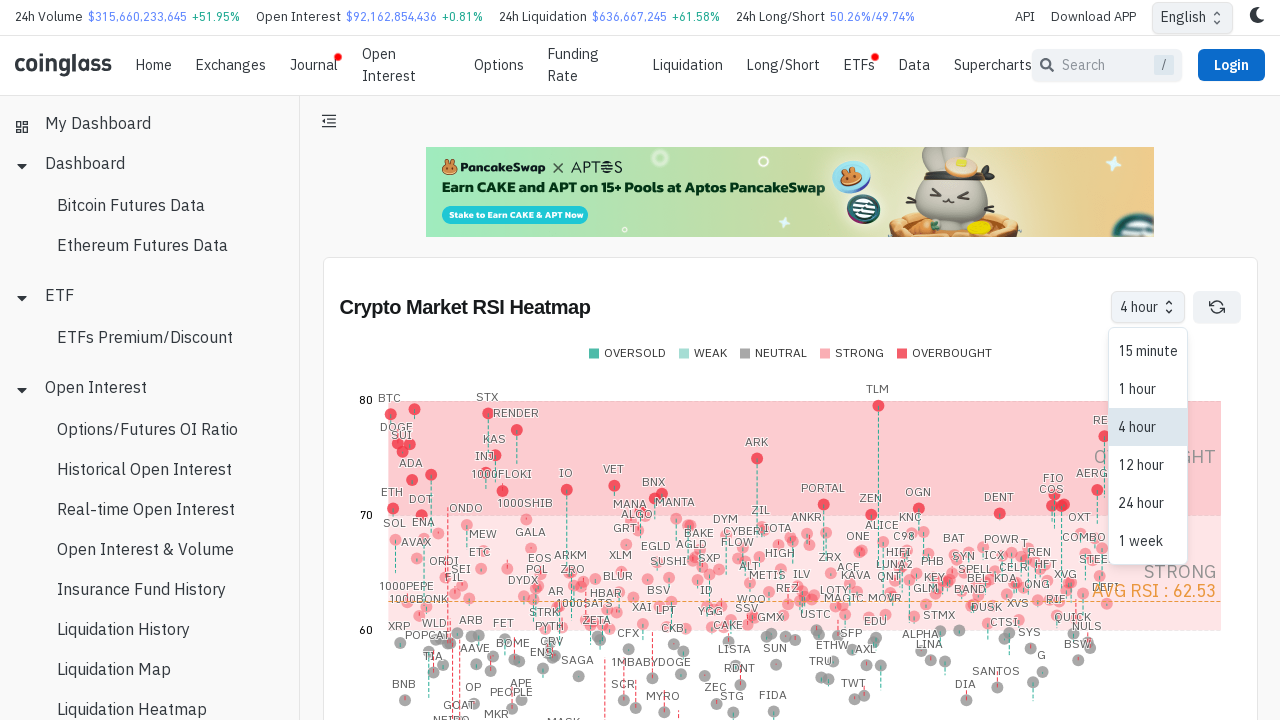 24h Volume $315,660,233,645 +51.95% Open Interest $92,162,854,436 +0.81% 24h Liquidation $636,667,245 +61.58% 24h Long/Short 50.26%/49.74% API Download APP English
coinglass Home Exchanges Journal Open Interest Options Funding Rate Liquidation Long/Short ETFs Data Supercharts Search / Login
My Dashboard
Dashboard
Bitcoin Futures Data
Ethereum Futures Data
ETF
ETFs Premium/Discount
Open Interest
Options/Futures OI Ratio
Historical Open Interest
Real-time Open Interest
Open Interest & Volume
Insurance Fund History
Liquidation History
Liquidation Map
Liquidation Heatmap
PancakeSwap X APTOS
Earn CAKE and APT on 15+ Pools at Aptos PancakeSwap
Stake to Earn CAKE & APT Now
Crypto Market RSI Heatmap
4 hour
15 minute
1 hour
4 hour
12 hour
24 hour
1 week
OVERSOLD WEAK NEUTRAL STRONG OVERBOUGHT
80
BTC STX TLM
DOGE RENDER
SUI KAS ARK
INJ
ADA 1000FLOKI IO VET AERG
BNX FIO
ETH PORTAL COS
DOT 1000SHIB MANA MANTA ZEN OGN DENT
70
ONDO ALGO ZIL
SOL ENA GRT DYM ANKR ALICE KNC OXT
MEW GALA BAKE CYBER IOTA ONE C98 BAT POWR T COMBO
AVAX EGLD AGLD FLOW
ETC EOS ARKM XLM SXP HIGH ZRX HIFI SYN ICX REN
ORDI POL ZRO SUSHI ALT ACE LUNA2 PHB CELR HFT STEE
SEI BLUR METIS ILV KAVA QNT SPELL XVG
FIL DYDX KEY BEL KDA
1000PEPE AR HBAR BSV ID REZ LOTY GLM BAND ONG
STRONG
AVG RSI : 62.53
1000BONK 1000SATS XAI LPT WOO MAGIC MOVR DUSK XVS RIF
STRK YGG SSV USTC STMX QUICK
XRP WLD ARB FET PYTH ZETA CAKE GMX EDU CTSI
60
POPCAT CFX CKB SFP ALPHA SYS NULS
AAVE BOME CRV LISTA SUN ETHW AXL LINA BSW
TIA ENS SAGA 1MBABYDOGE RDNT TRU G
BNB OP APE SCR ZEC TWT DIA SANTOS
PEOPLE MYRO STG FIDA
GOAT
MKR